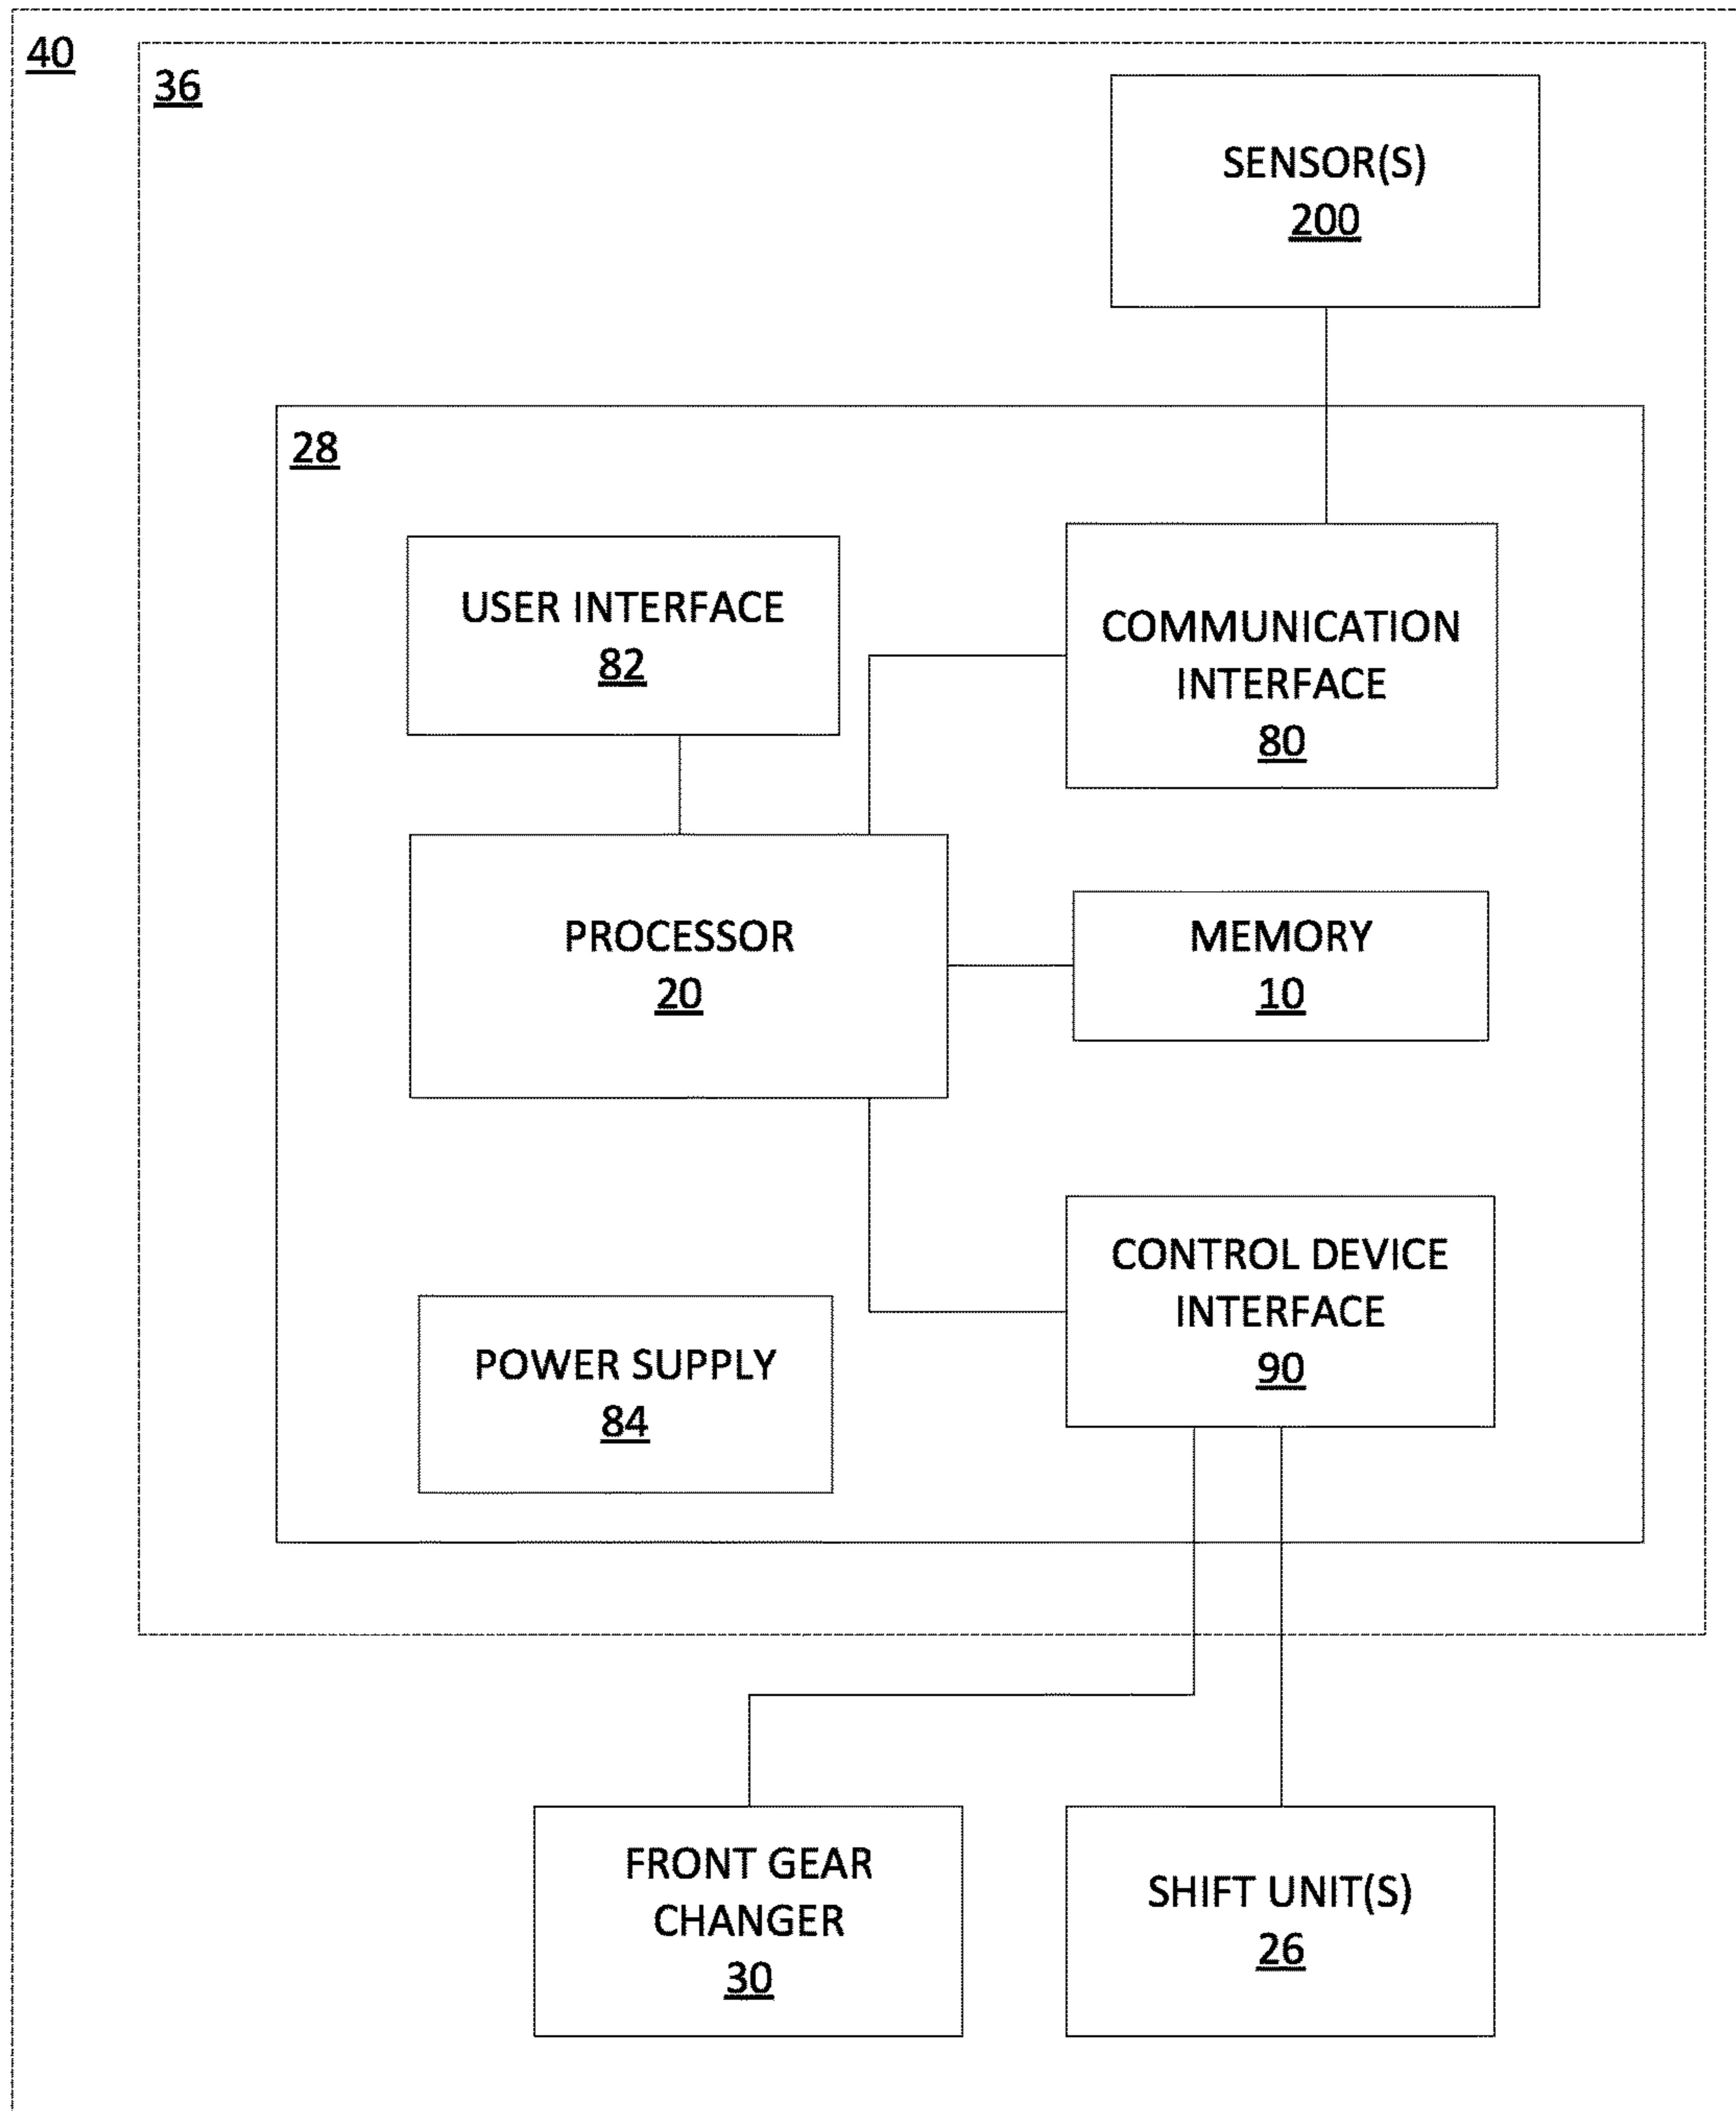 40
36
SENSOR(S)
200
28
USER INTERFACE
82
COMMUNICATION
INTERFACE
80
PROCESSOR
20
MEMORY
10
CONTROL DEVICE
INTERFACE
90
POWER SUPPLY
84
FRONT GEAR
CHANGER
30
SHIFT UNIT(S)
26